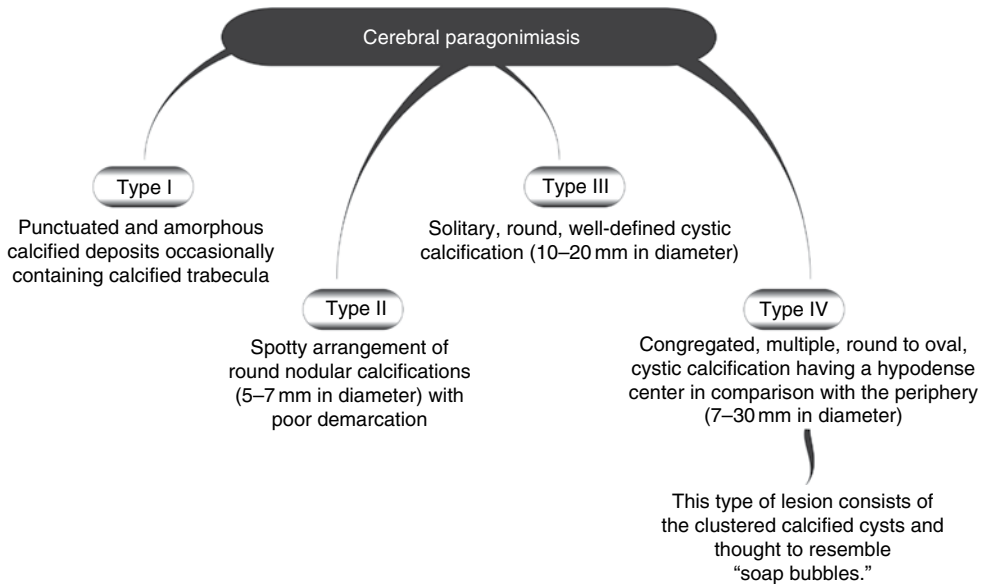 Cerebral paragonimiasis
Type I
Punctuated and amorphous
calcified deposits occasionally
containing calcified trabecula
Type II
Spotty arrangement of
round nodular calcifications
(5–7 mm in diameter) with
poor demarcation
Type III
Solitary, round, well-defined cystic
calcification (10–20 mm in diameter)
Type IV
Congregated, multiple, round to oval,
cystic calcification having a hypodense
center in comparison with the periphery
(7–30 mm in diameter)
This type of lesion consists of
the clustered calcified cysts and
thought to resemble
“soap bubbles.”